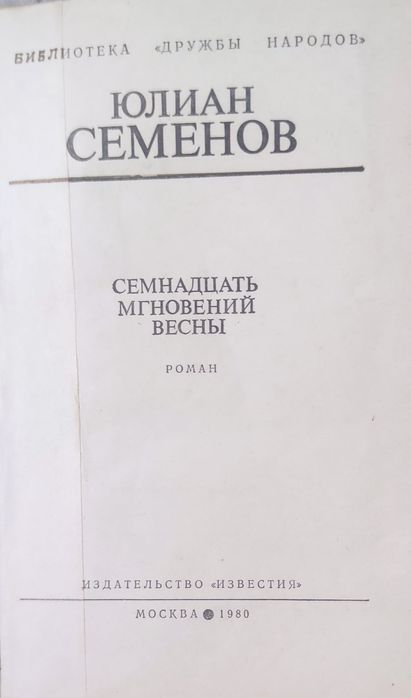 БИБЛИОТЕКА «ДРУЖБЫ НАРОДОВ»
ЮЛИАН
СЕМЕНОВ
СЕМНАДЦАТЬ
МГНОВЕНИЙ
ВЕСНЫ
РОМАН
ИЗДАТЕЛЬСТВО «ИЗВЕСТИЯ»
МОСКВА ● 1980